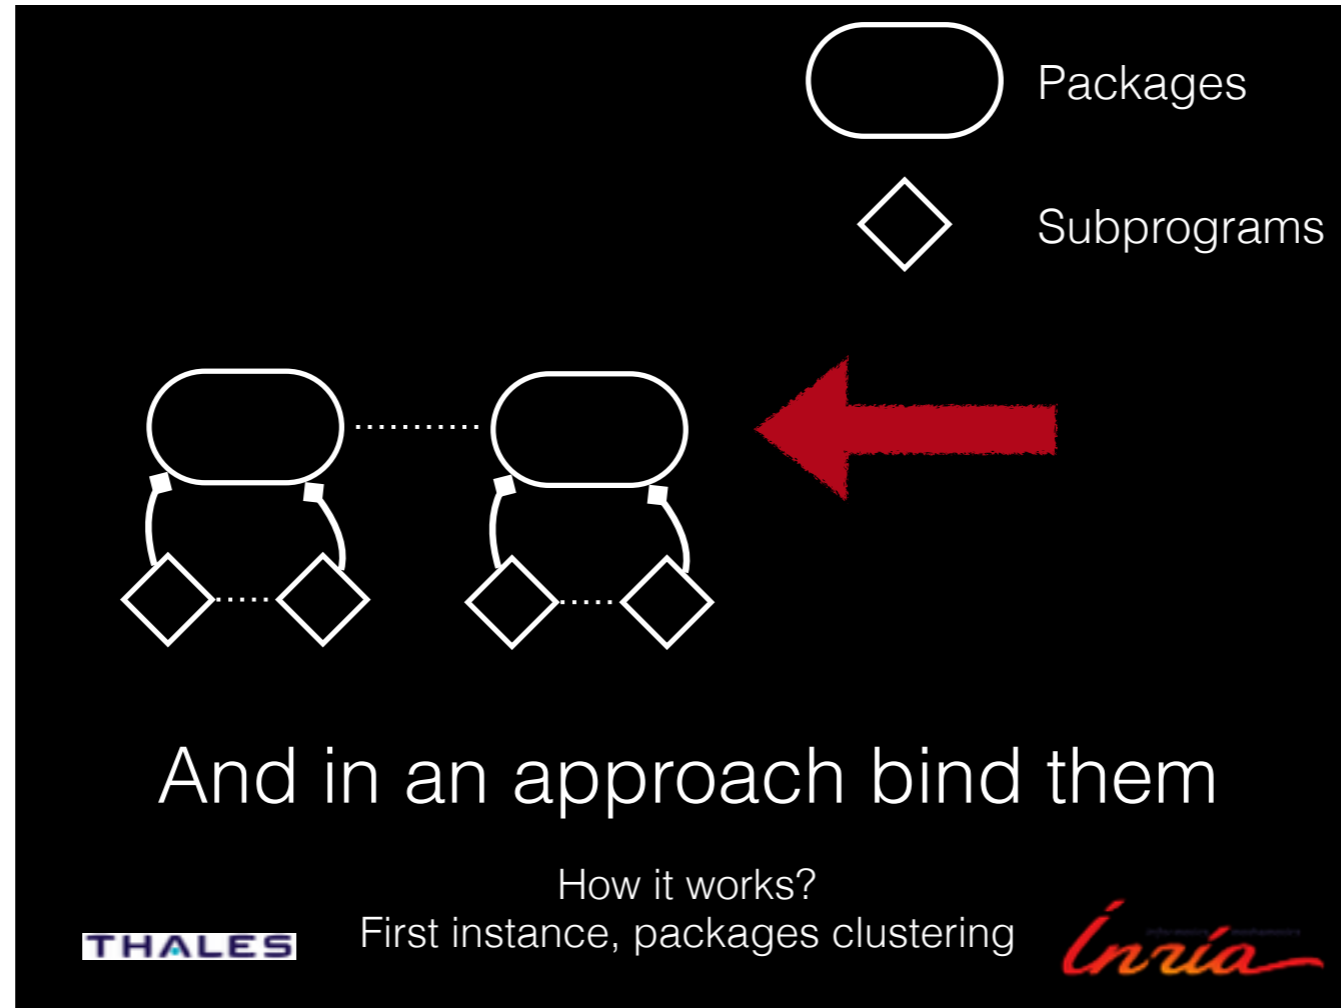 Packages
Subprograms
And in an approach bind them
How it works?
First instance, packages clustering
THALES
Inria